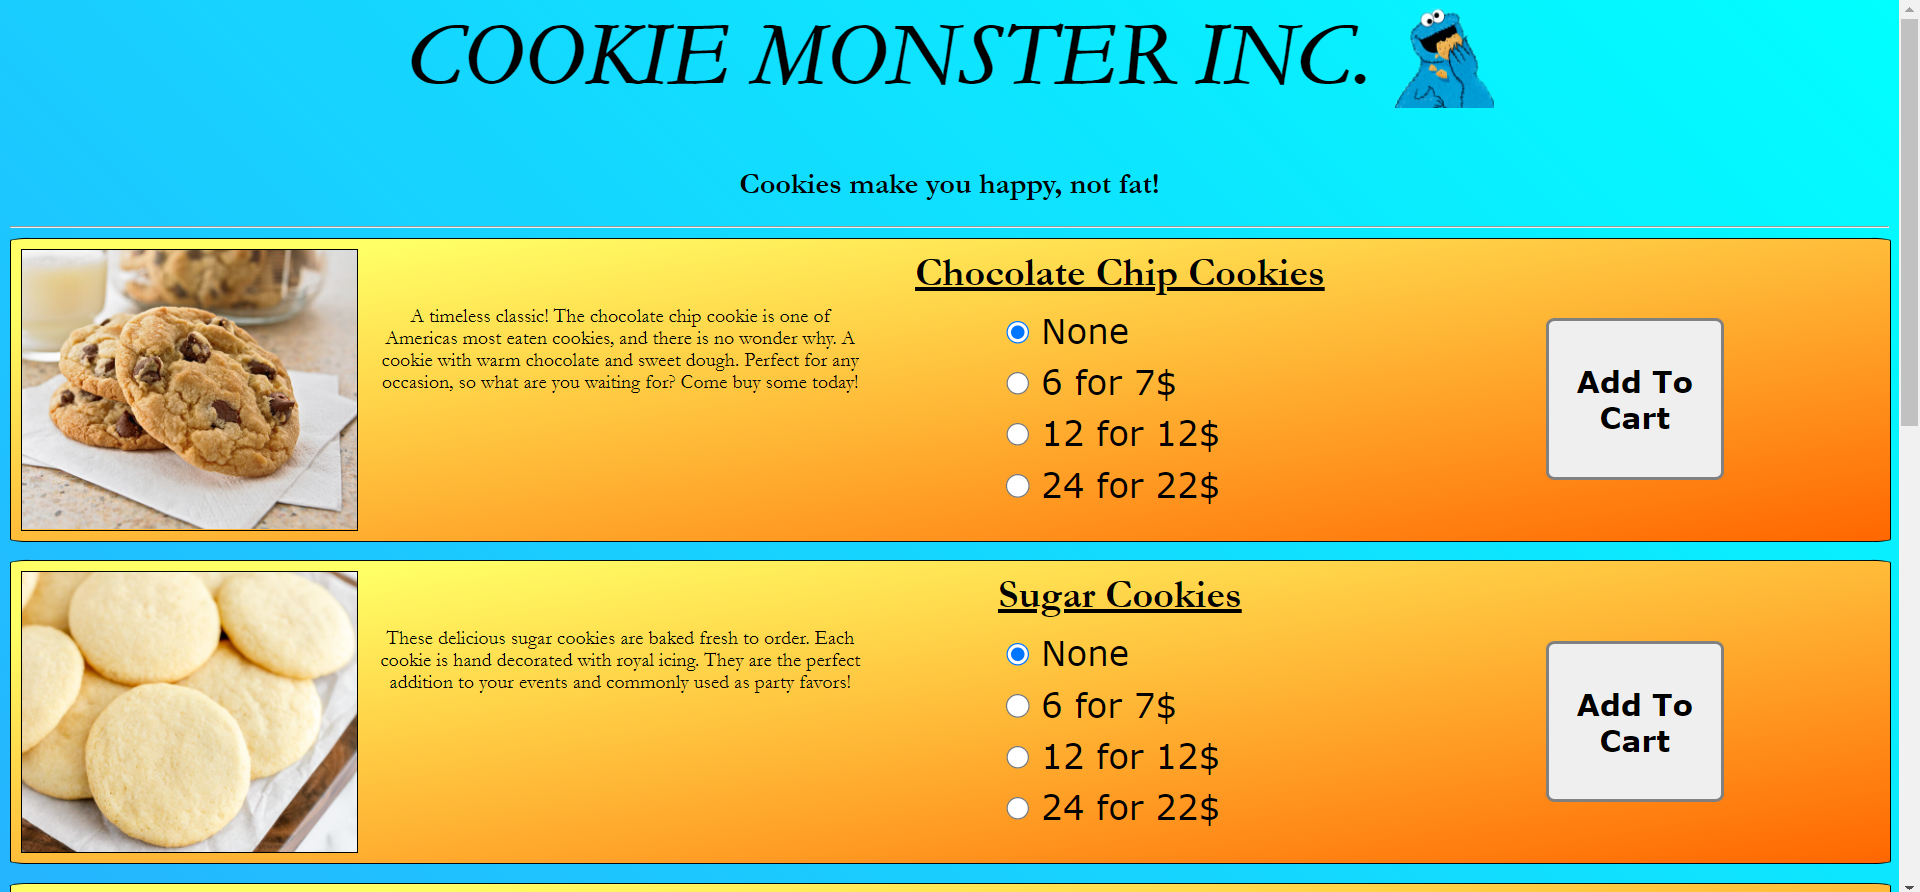 COOKIE MONSTER INC.
Cookies make you happy, not fat!
Chocolate Chip Cookies
A timeless classic! The chocolate chip cookie is one of
Americas most eaten cookies, and there is no wonder why. A
cookie with warm chocolate and sweet dough. Perfect for any
occasion, so what are you waiting for? Come buy some today!
None
6 for 7$
12 for 12$
24 for 22$
Add To
Cart
Sugar Cookies
These delicious sugar cookies are baked fresh to order. Each
cookie is hand decorated with royal icing. They are the perfect
addition to your events and commonly used as party favors!
None
6 for 7$
12 for 12$
24 for 22$
Add To
Cart